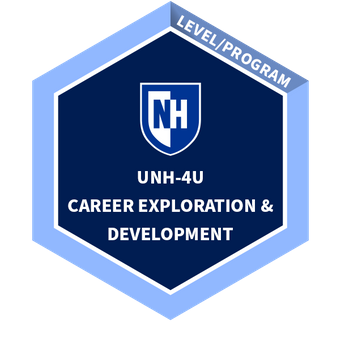 LEVEL/PROGRAM
NH
UNH-4U
CAREER EXPLORATION &
DEVELOPMENT